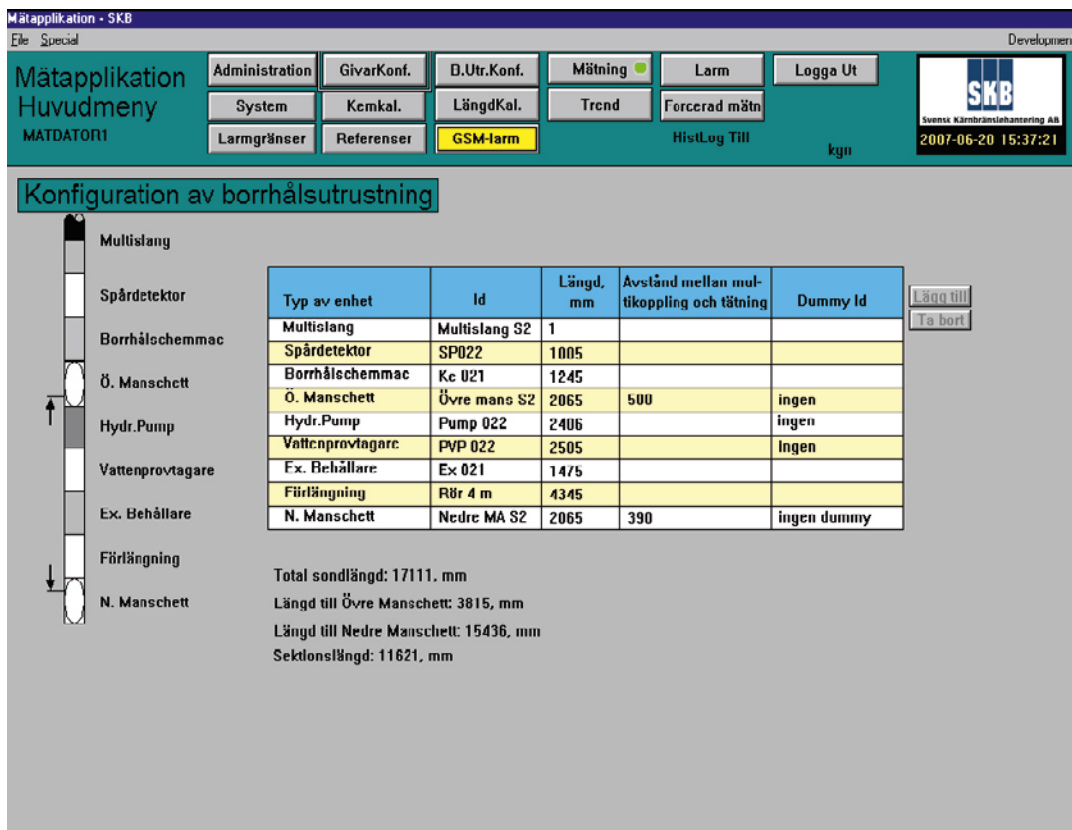 Mätapplikation - SKB
File Special Developmen
Mätapplikation
Huvudmeny
MATDATOR1
Administration GivarKonf. B.Utr.Konf. Mätning Larm Logga Ut
System Kemkal. LängdKal. Trend Forcerad mätn
Larmgränser Referenser GSM-larm HistLog Till kyn
SKB
Svensk Kärnbränslehantering AB
2007-06-20 15:37:21
Konfiguration av borrhålsutrustning
Multislang
Spårdetektor
Borrhålschemmac
Ö. Manschett
Hydr.Pump
Vattenprovtagare
Ex. Behållare
Förlängning
N. Manschett
Typ av enhet Id Längd, mm Avstånd mellan mul-tikoppling och tätning Dummy Id
Multislang Multislang S2 1
Spårdetektor SP022 1005
Borrhålschemmac Kc 021 1245
Ö. Manschett Övre mans S2 2065 500 ingen
Hydr.Pump Pump 022 2406 ingen
Vattenprovtagare PVP 022 2505 Ingen
Ex. Behållare Ex 021 1475
Förlängning Rör 4 m 4345
N. Manschett Nedre MA S2 2065 390 ingen dummy
Lägg till
Ta bort
Total sondlängd: 17111, mm
Längd till Övre Manschett: 3815, mm
Längd till Nedre Manschett: 15436, mm
Sektionslängd: 11621, mm